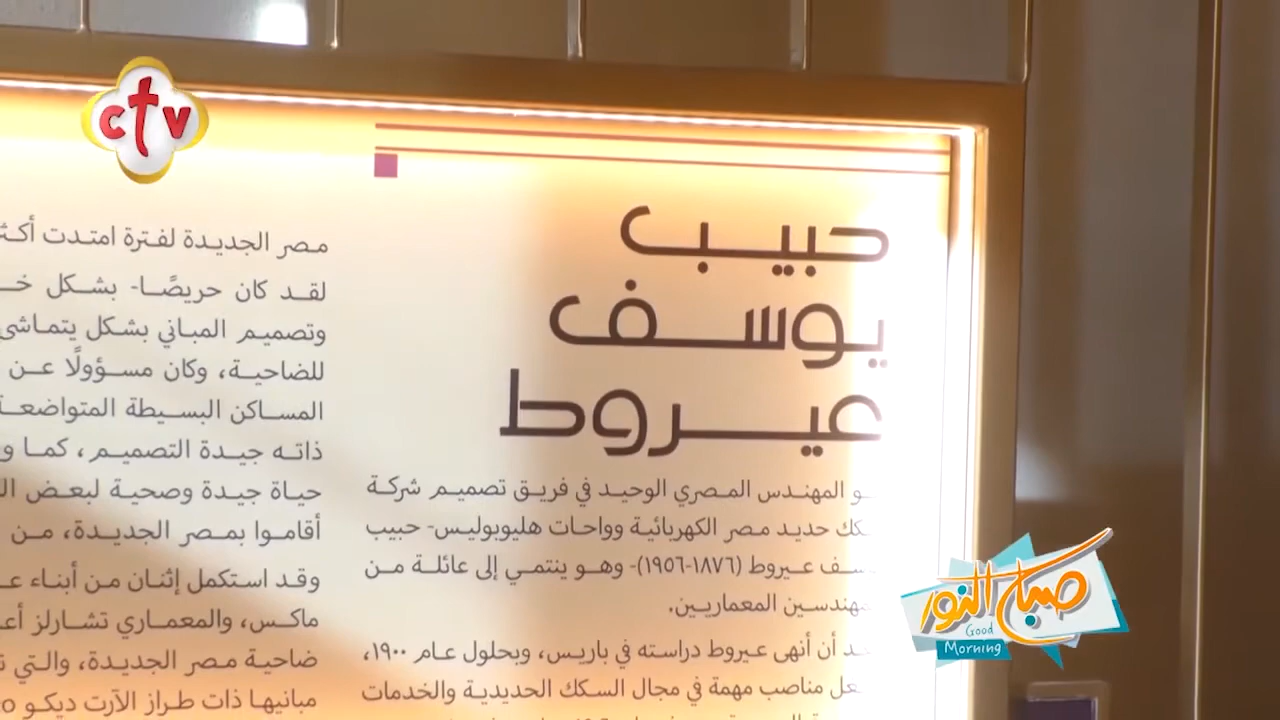 ctv
حبيب
يوسف
عيروط
المهندس المصري الوحيد في فريق تصميم شركة
حديد مصر الكهربائية وواحات هليوبوليس- حبيب
عيروط (١٨٧٦-١٩٥٦)- وهو ينتمي إلى عائلة من
أن أنهى عيروط دراسته في باريس، وبحلول عام ١٩٠٠،
مناصب مهمة في مجال السكك الحديدية والخدمات
مصر الجديدة لفترة امتدت
لقد كان حريصًا- بشكل
وتصميم المباني بشكل يتماشى
للضاحية، وكان مسؤولًا عن
المساكن البسيطة المتواضعة
ذاته جيدة التصميم، كما
حياة جيدة وصحية لبعض
أقاموا بمصر الجديدة، من
وقد استكمل إثنان من أبناء
ماكس، والمعماري تشارلز
ضاحية مصر الجديدة، والتي
مبانيها ذات طراز الآرت ديكو
صباح النور
Good
Morning